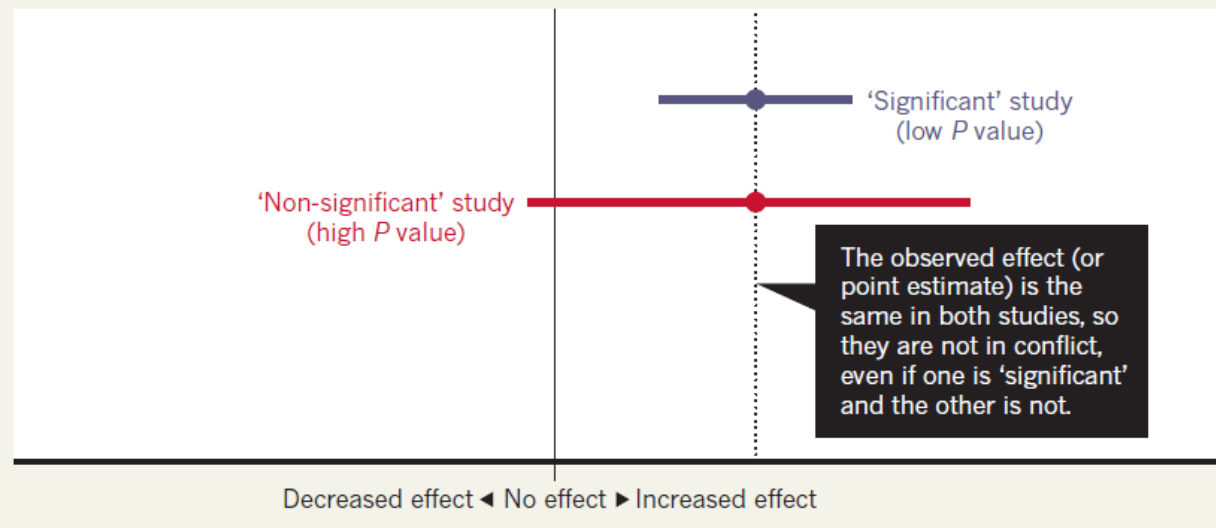 ‘Significant’ study
(low P value)
‘Non-significant’ study
(high P value)
The observed effect (or
point estimate) is the
same in both studies, so
they are not in conflict,
even if one is ‘significant’
and the other is not.
Decreased effect ◄ No effect ► Increased effect